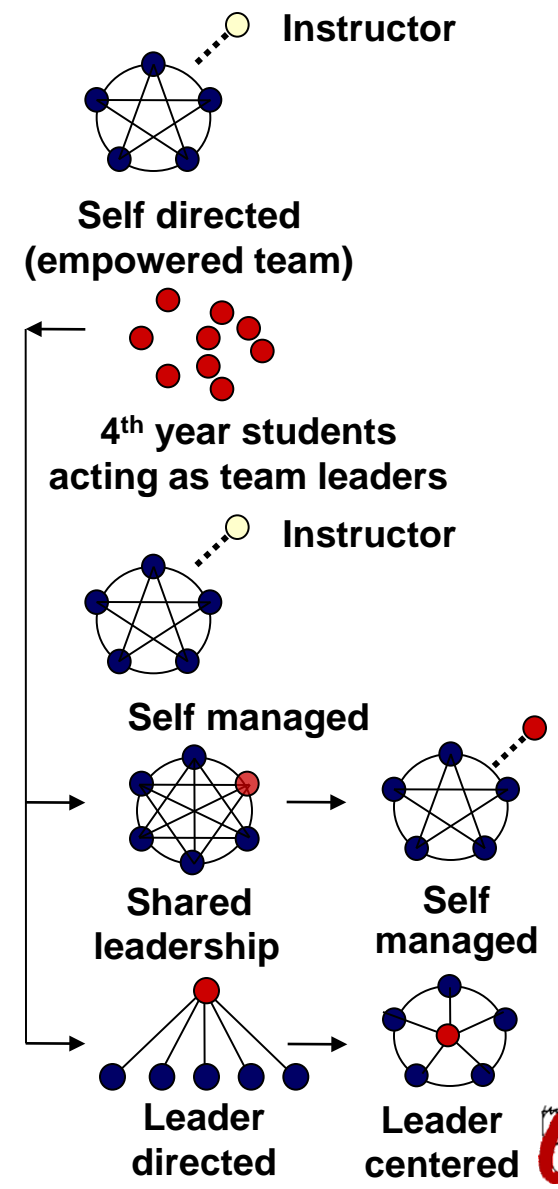 Instructor
Self directed
(empowered team)
4th year students
acting as team leaders
Instructor
Self managed
Shared
leadership
Self
managed
Leader
directed
Leader
centered